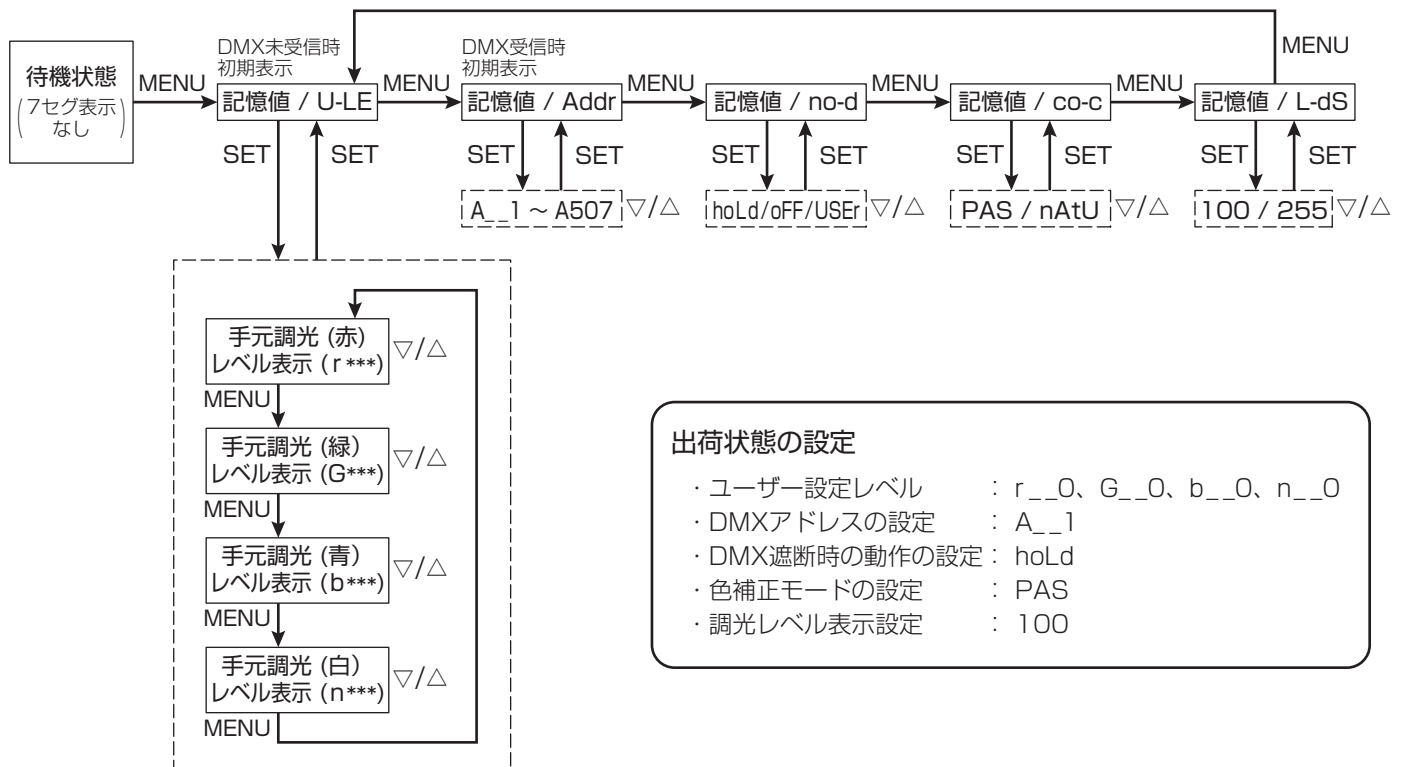 MENU
DMX未受信時
初期表示
DMX受信時
初期表示
待機状態
(7セグ表示
なし)
MENU
記憶値 / U-LE
MENU
記憶値 / Addr
MENU
記憶値 / no-d
MENU
記憶値 / co-c
MENU
記憶値 / L-dS
SET
SET
SET
SET
SET
SET
SET
SET
SET
SET
A__1 ~ A507 ▽/△
hoLd/oFF/USEr ▽/△
PAS / nAtU ▽/△
100 / 255 ▽/△
手元調光 (赤)
レベル表示 (r***)
▽/△
MENU
手元調光 (緑)
レベル表示 (G***)
▽/△
MENU
手元調光 (青)
レベル表示 (b***)
▽/△
MENU
手元調光 (白)
レベル表示 (n***)
▽/△
MENU
出荷状態の設定
・ユーザー設定レベル : r__0、G__0、b__0、n__0
・DMXアドレスの設定 : A__1
・DMX遮断時の動作の設定: hoLd
・色補正モードの設定 : PAS
・調光レベル表示設定 : 100